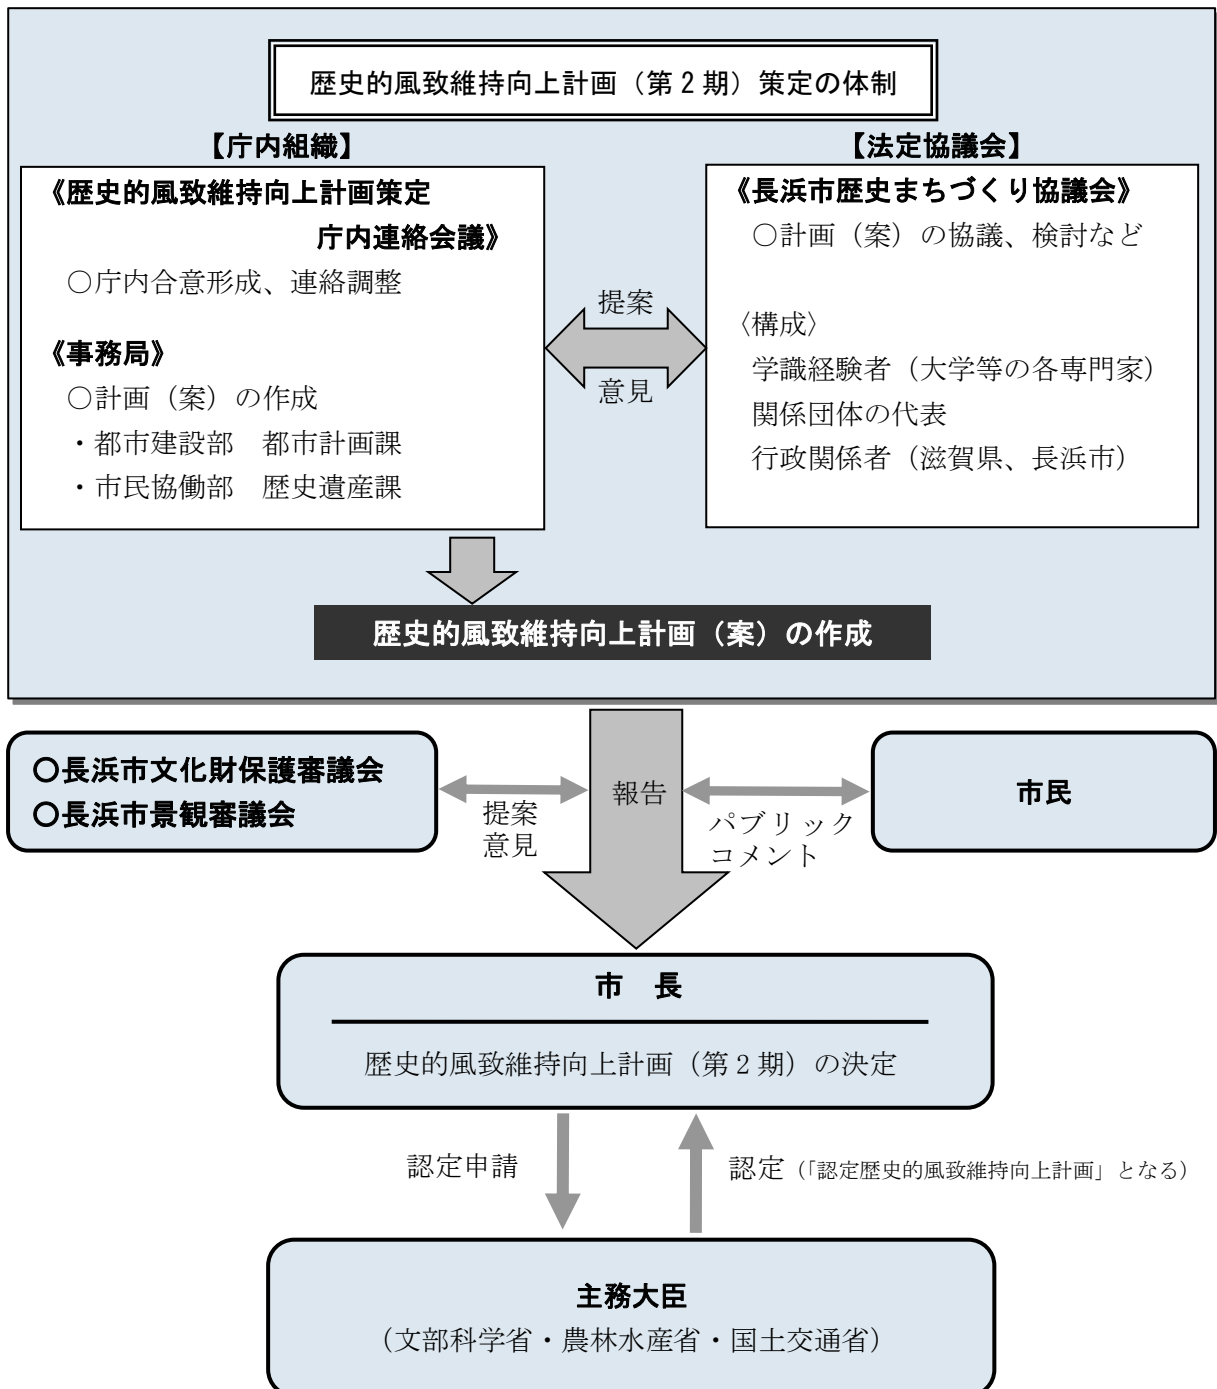 歴史的風致維持向上計画（第２期）策定の体制
【庁内組織】
《歴史的風致維持向上計画策定
庁内連絡会議》
○庁内合意形成、連絡調整
《事務局》
○計画（案）の作成
・都市建設部　都市計画課
・市民協働部　歴史遺産課
提案
意見
【法定協議会】
《長浜市歴史まちづくり協議会》
○計画（案）の協議、検討など
〈構成〉
学識経験者（大学等の各専門家）
関係団体の代表
行政関係者（滋賀県、長浜市）
歴史的風致維持向上計画（案）の作成
○長浜市文化財保護審議会
○長浜市景観審議会
提案
意見
報告
パブリック
コメント
市民
市　長
歴史的風致維持向上計画（第２期）の決定
認定申請
認定（「認定歴史的風致維持向上計画」となる）
主務大臣
（文部科学省・農林水産省・国土交通省）